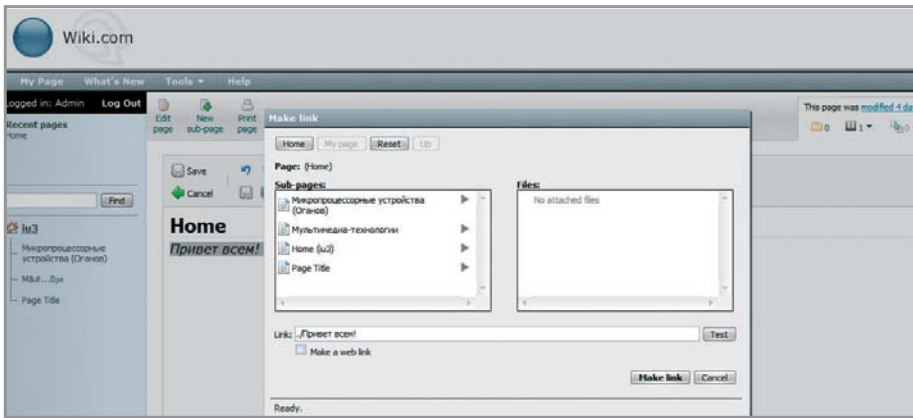 Wiki.com
My Page What's New Tools Help
Logged in: Admin Log Out
Recent pages
Home
Find
iu3
Микропроцессорные
устройства (Оганов)
Page Title
Edit
page
New
sub-page
Print
page
Save
Cancel
Home
Привет всем!
Make link
Home My page Reset Up
Page: (Home)
Sub-pages:
Микропроцессорные устройства
(Оганов)
Мультимедиа-технологии
Home (iu3)
Page Title
Files:
No attached files
Link: ./Привет всем! Test
Make a web link
Make link Cancel
Ready.
This page was modified 4 da
0 1